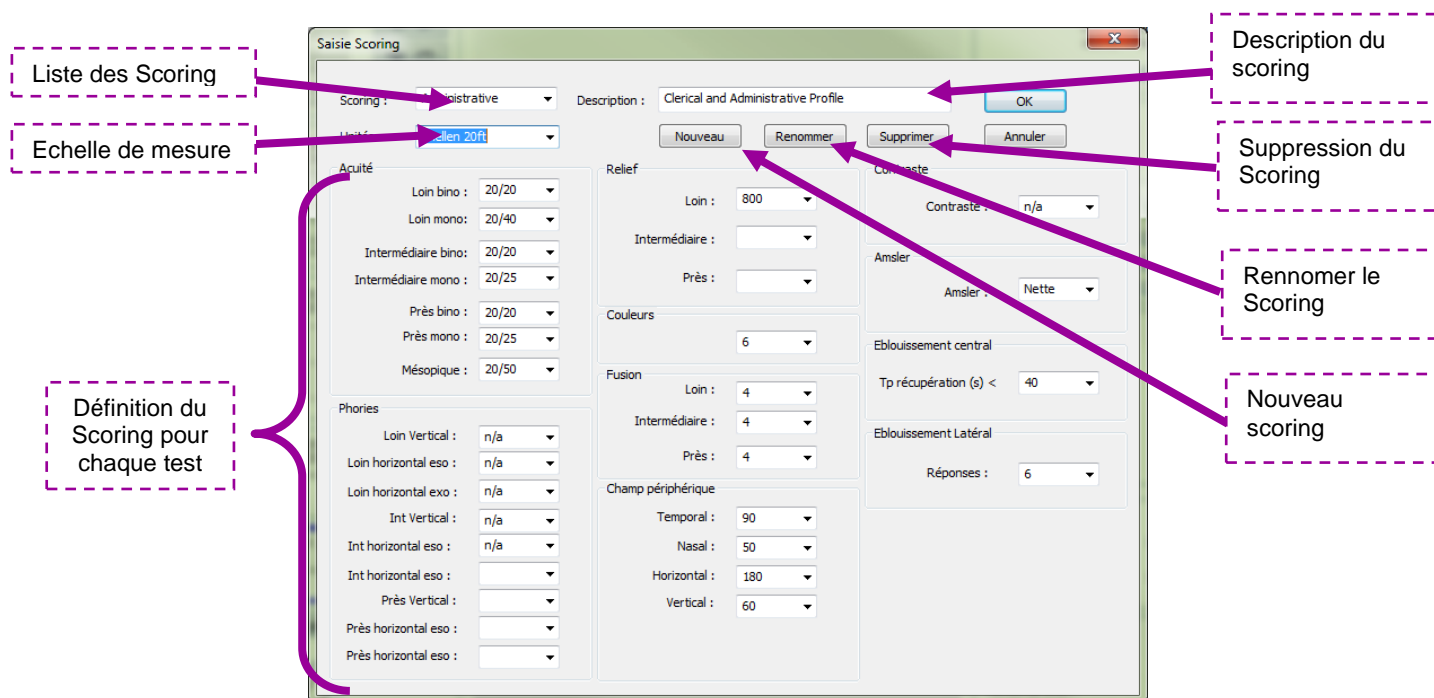 Saisie Scoring
Liste des Scoring
Echelle de mesure
Définition du
Scoring pour
chaque test
Description du
scoring
Suppression du
Scoring
Rennomer le
Scoring
Nouveau
scoring
Scoring :
Description : Clerical and Administrative Profile
OK
20ft
Nouveau
Renommer
Supprimer
Annuler
Acuité
Loin bino : 20/20
Loin mono: 20/40
Intermédiaire bino: 20/20
Intermédiaire mono : 20/25
Près bino : 20/20
Près mono : 20/25
Mésopique : 20/50
Phories
Loin Vertical : n/a
Loin horizontal eso : n/a
Loin horizontal exo : n/a
Int Vertical : n/a
Int horizontal eso : n/a
Int horizontal eso :
Près Vertical :
Près horizontal eso :
Près horizontal eso :
Relief
Loin : 800
Intermédiaire :
Près :
Couleurs
6
Fusion
Loin : 4
Intermédiaire : 4
Près : 4
Champ périphérique
Temporal : 90
Nasal : 50
Horizontal : 180
Vertical : 60
Contraste
Contraste : n/a
Amsler
Amsler : Nette
Eblouissement central
Tp récupération (s) < 40
Eblouissement Latéral
Réponses : 6